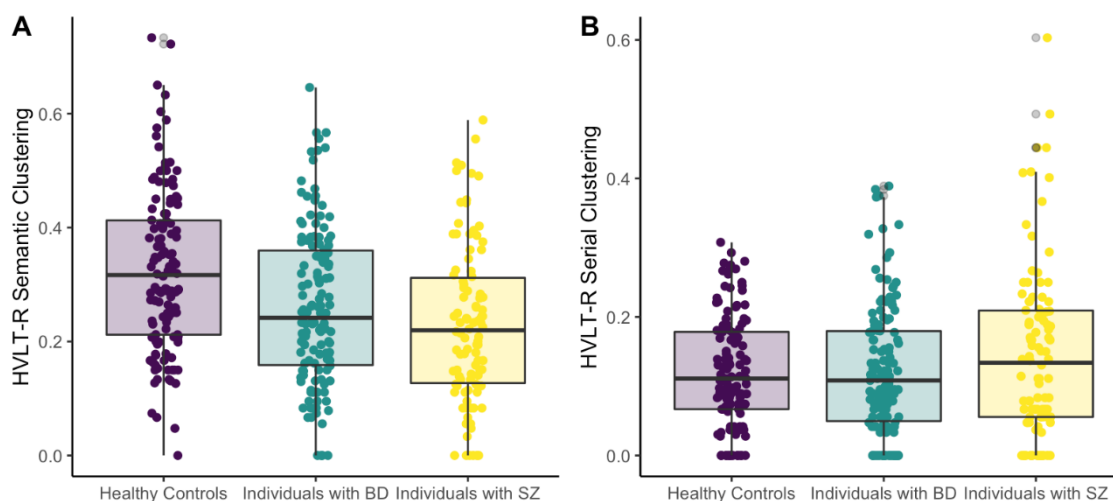 A
HVLT-R Semantic Clustering
0.6
0.4
0.2
0.0
Healthy Controls Individuals with BD Individuals with SZ
B
HVLT-R Serial Clustering
0.6
0.4
0.2
0.0
Healthy Controls Individuals with BD Individuals with SZ